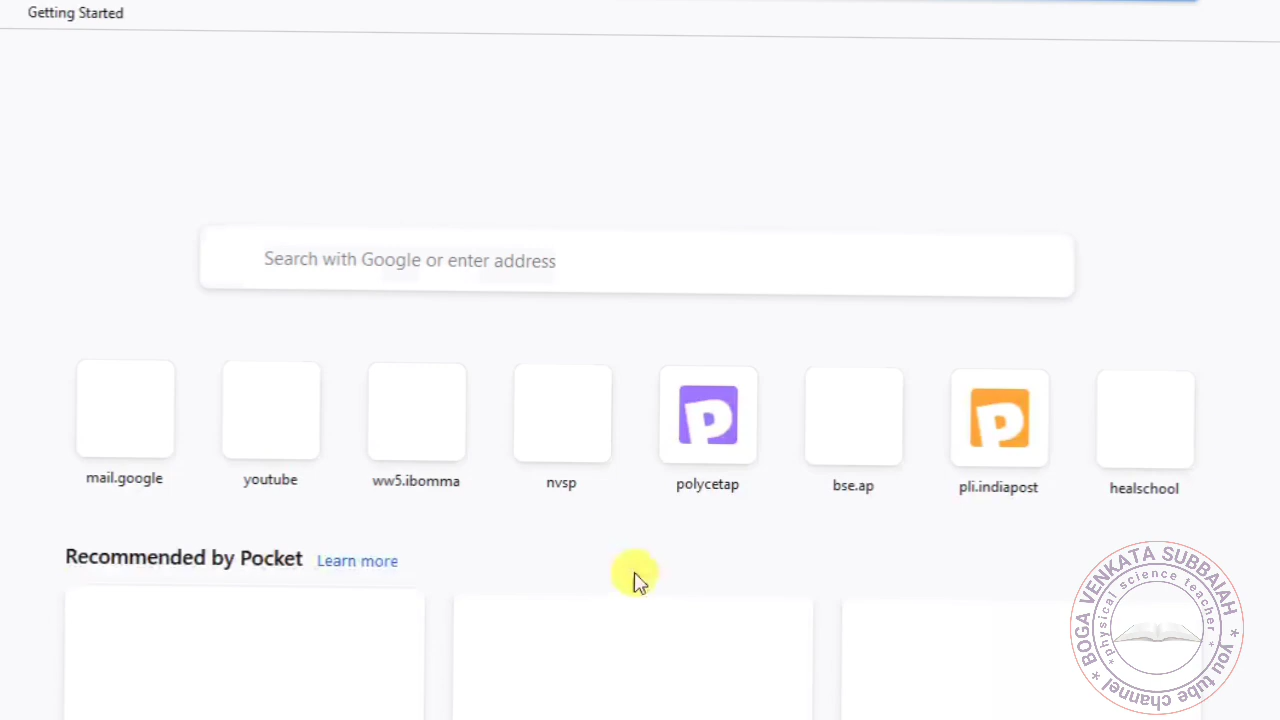 Getting Started
Search with Google or enter address
mail.google
youtube
ww5.ibomma
nvsp
polycetap
bse.ap
pli.indiapost
healschool
Recommended by Pocket Learn more
* BOGA VENKATA SUBBAIAH * you tube channel
* physical science teacher *